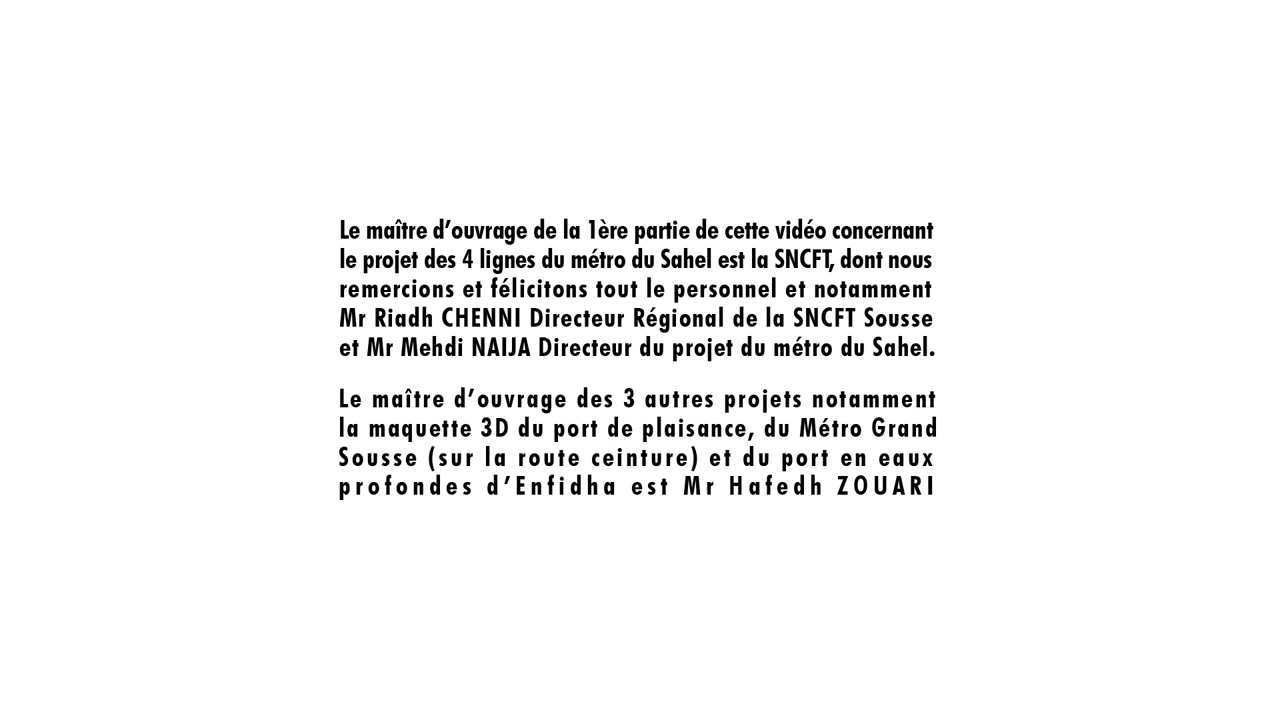 Le maître d’ouvrage de la 1ère partie de cette vidéo concernant
le projet des 4 lignes du métro du Sahel est la SNCFT, dont nous
remercions et félicitons tout le personnel et notamment
Mr Riadh CHENNI Directeur Régional de la SNCFT Sousse
et Mr Mehdi NAIJA Directeur du projet du métro du Sahel.
Le maître d’ouvrage des 3 autres projets notamment
la maquette 3D du port de plaisance, du Métro Grand
Sousse (sur la route ceinture) et du port en eaux
profondes d’Enfidha est Mr Hafedh ZOUARI